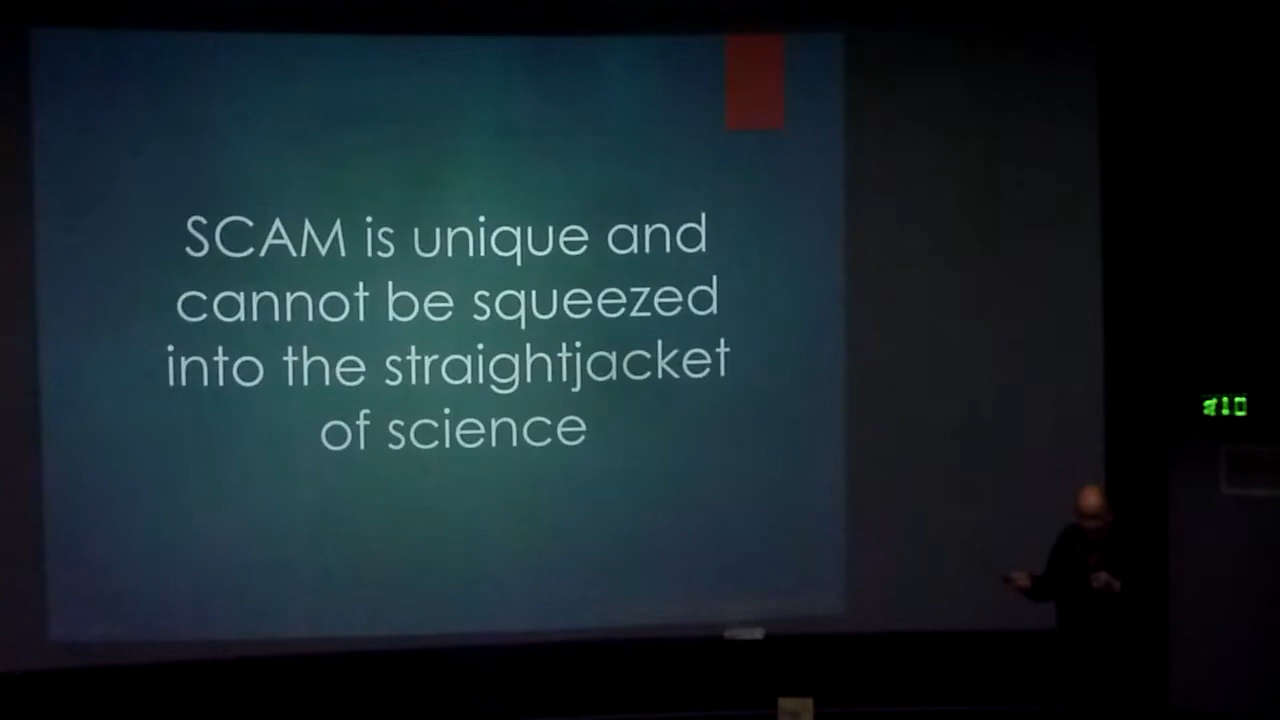 SCAM is unique and
cannot be squeezed
into the straightjacket
of science